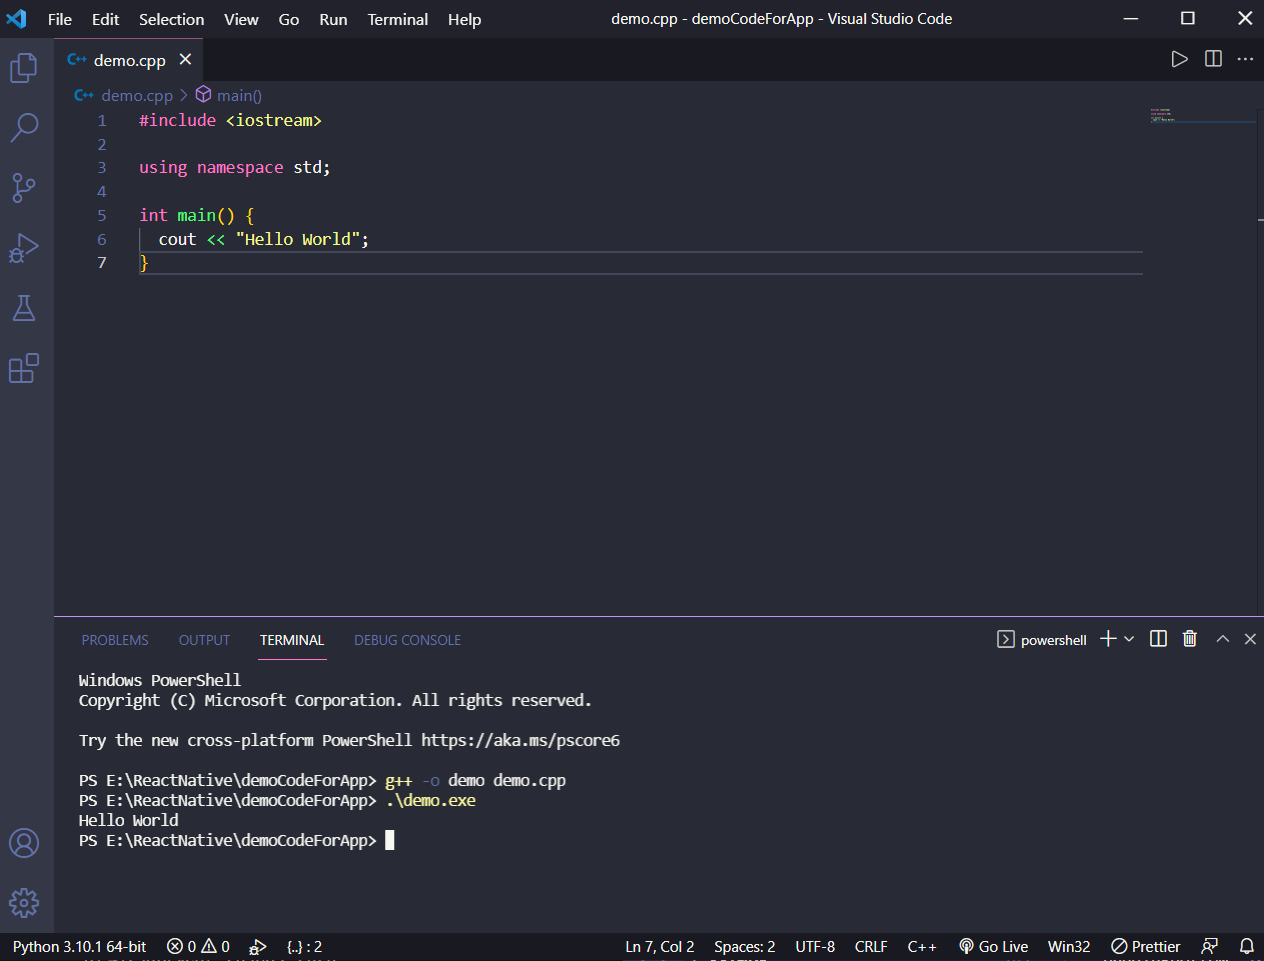 File Edit Selection View Go Run Terminal Help demo.cpp - demoCodeForApp - Visual Studio Code
C++ demo.cpp
C++ demo.cpp > main()
1 #include <iostream>
2
3 using namespace std;
4
5 int main() {
6 cout << "Hello World";
7 }
PROBLEMS OUTPUT TERMINAL DEBUG CONSOLE powershell
Windows PowerShell
Copyright (C) Microsoft Corporation. All rights reserved.
Try the new cross-platform PowerShell https://aka.ms/pscore6
PS E:\ReactNative\demoCodeForApp> g++ -o demo demo.cpp
PS E:\ReactNative\demoCodeForApp> .\demo.exe
Hello World
PS E:\ReactNative\demoCodeForApp>
Python 3.10.1 64-bit 0 0 {..} : 2 Ln 7, Col 2 Spaces: 2 UTF-8 CRLF C++ Go Live Win32 Prettier